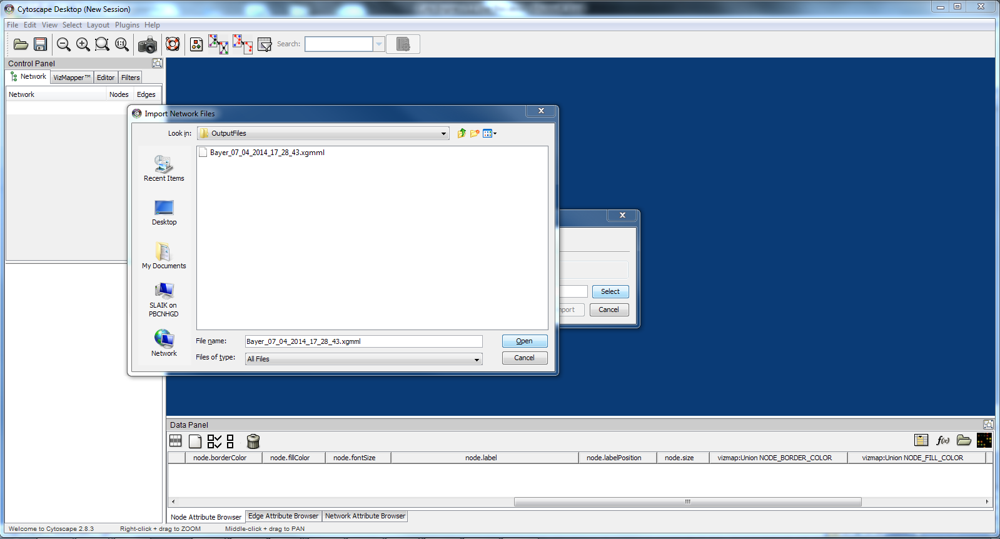 Cytoscape Desktop (New Session)
File Edit View Select Layout Plugins Help
1:1 Search:
Control Panel
Network VizMapper™ Editor Filters
Network Nodes Edges
Import Network Files
Look in: OutputFiles
Bayer_07_04_2014_17_28_43.xgmml
Recent Items
Desktop
My Documents
SLAIK on
PBCNHGD
Network
File name: Bayer_07_04_2014_17_28_43.xgmml Open
Files of type: All Files Cancel
Select
port Cancel
Data Panel
f(x)
node.borderColor node.fillColor node.fontSize node.label node.labelPosition node.size vizmap:Union NODE_BORDER_COLOR vizmap:Union NODE_FILL_COLOR
Node Attribute Browser Edge Attribute Browser Network Attribute Browser
Welcome to Cytoscape 2.8.3 Right-click + drag to ZOOM Middle-click + drag to PAN